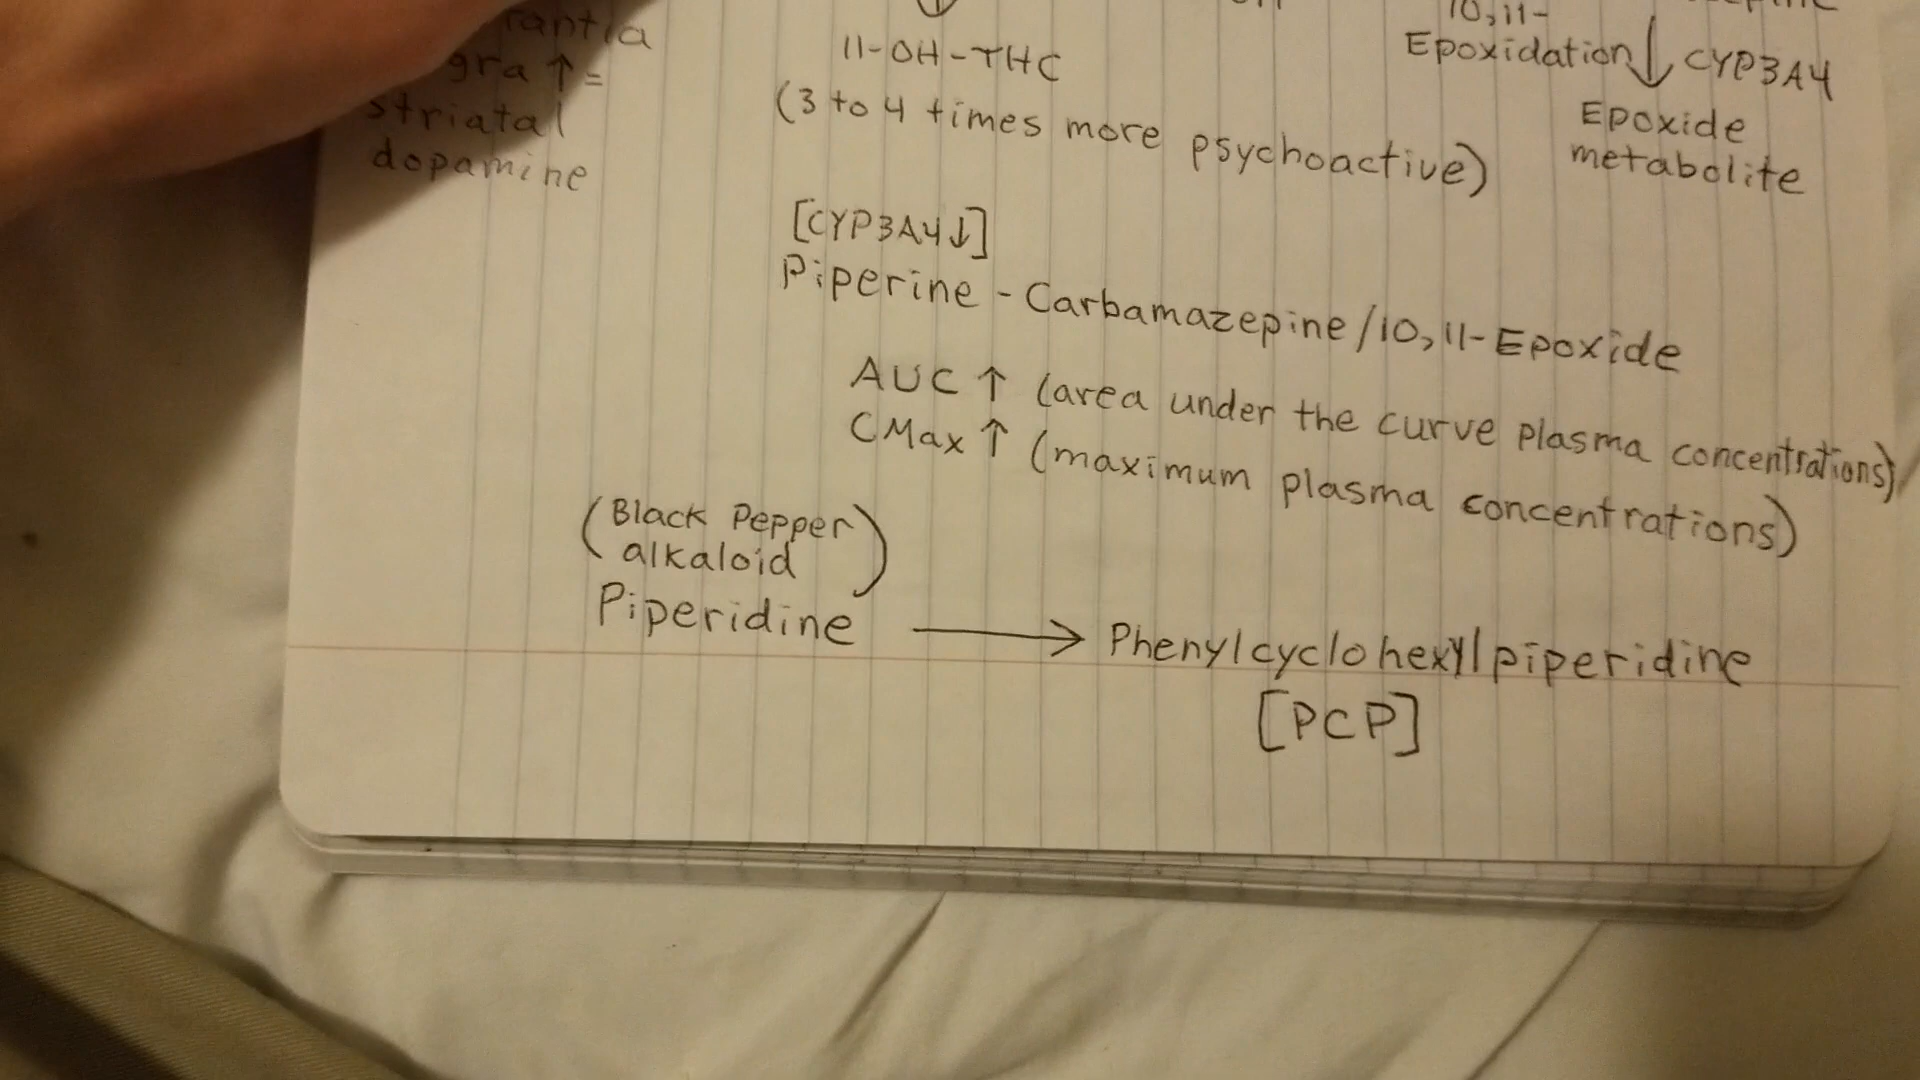 dopamine
striatal
11-OH-THC
(3 to 4 times more psychoactive)
10,11-
Epoxidation ↓ CYP3A4
Epoxide
metabolite
[CYP3A4↓]
Piperine - Carbamazepine/10,11-Epoxide
AUC ↑ (area under the curve plasma concentrations)
CMax ↑ (maximum plasma concentrations)
(Black Pepper
alkaloid)
Piperidine → Phenylcyclohexylpiperidine
[PCP]